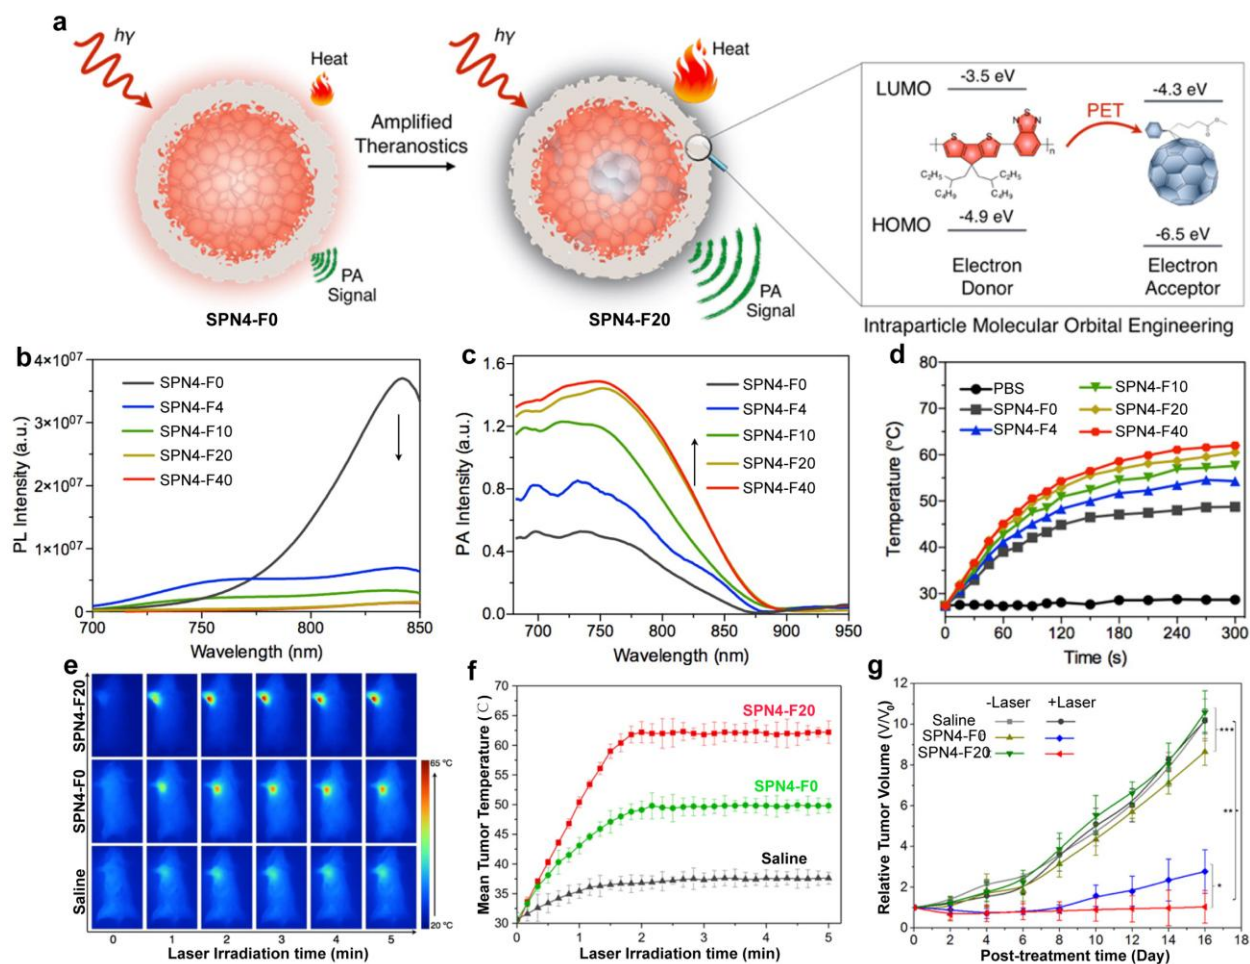 a
hγ
Heat
Amplified
Theranostics
PA
Signal
SPN4-F0
hγ
Heat
PA
Signal
SPN4-F20
LUMO
-3.5 eV
-4.3 eV
PET
S
S
N
S
N
n
C2H5
C2H5
C4H9
C4H9
O
O
HOMO
-4.9 eV
-6.5 eV
Electron
Donor
Electron
Acceptor
Intraparticle Molecular Orbital Engineering
b
4×10⁰⁷
3×10⁰⁷
2×10⁰⁷
1×10⁰⁷
0
PL Intensity (a.u.)
SPN4-F0
SPN4-F4
SPN4-F10
SPN4-F20
SPN4-F40
700
750
800
850
Wavelength (nm)
c
1.6
1.2
0.8
0.4
0.0
PA Intensity (a.u.)
SPN4-F0
SPN4-F4
SPN4-F10
SPN4-F20
SPN4-F40
700
750
800
850
900
950
Wavelength (nm)
d
80
70
60
50
40
30
Temperature (°C)
PBS
SPN4-F0
SPN4-F4
SPN4-F10
SPN4-F20
SPN4-F40
0
60
120
180
240
300
Time (s)
e
SPN4-F20
SPN4-F0
Saline
65 °C
20 °C
0
1
2
3
4
5
Laser Irradiation time (min)
f
70
65
60
55
50
45
40
35
30
Mean Tumor Temperature (℃)
SPN4-F20
SPN4-F0
Saline
0
1
2
3
4
5
Laser Irradiation time (min)
g
12
10
8
6
4
2
0
Relative Tumor Volume (V/V₀)
-Laser
+Laser
Saline
SPN4-F0
SPN4-F20
***
**
*
0
2
4
6
8
10
12
14
16
18
Post-treatment time (Day)